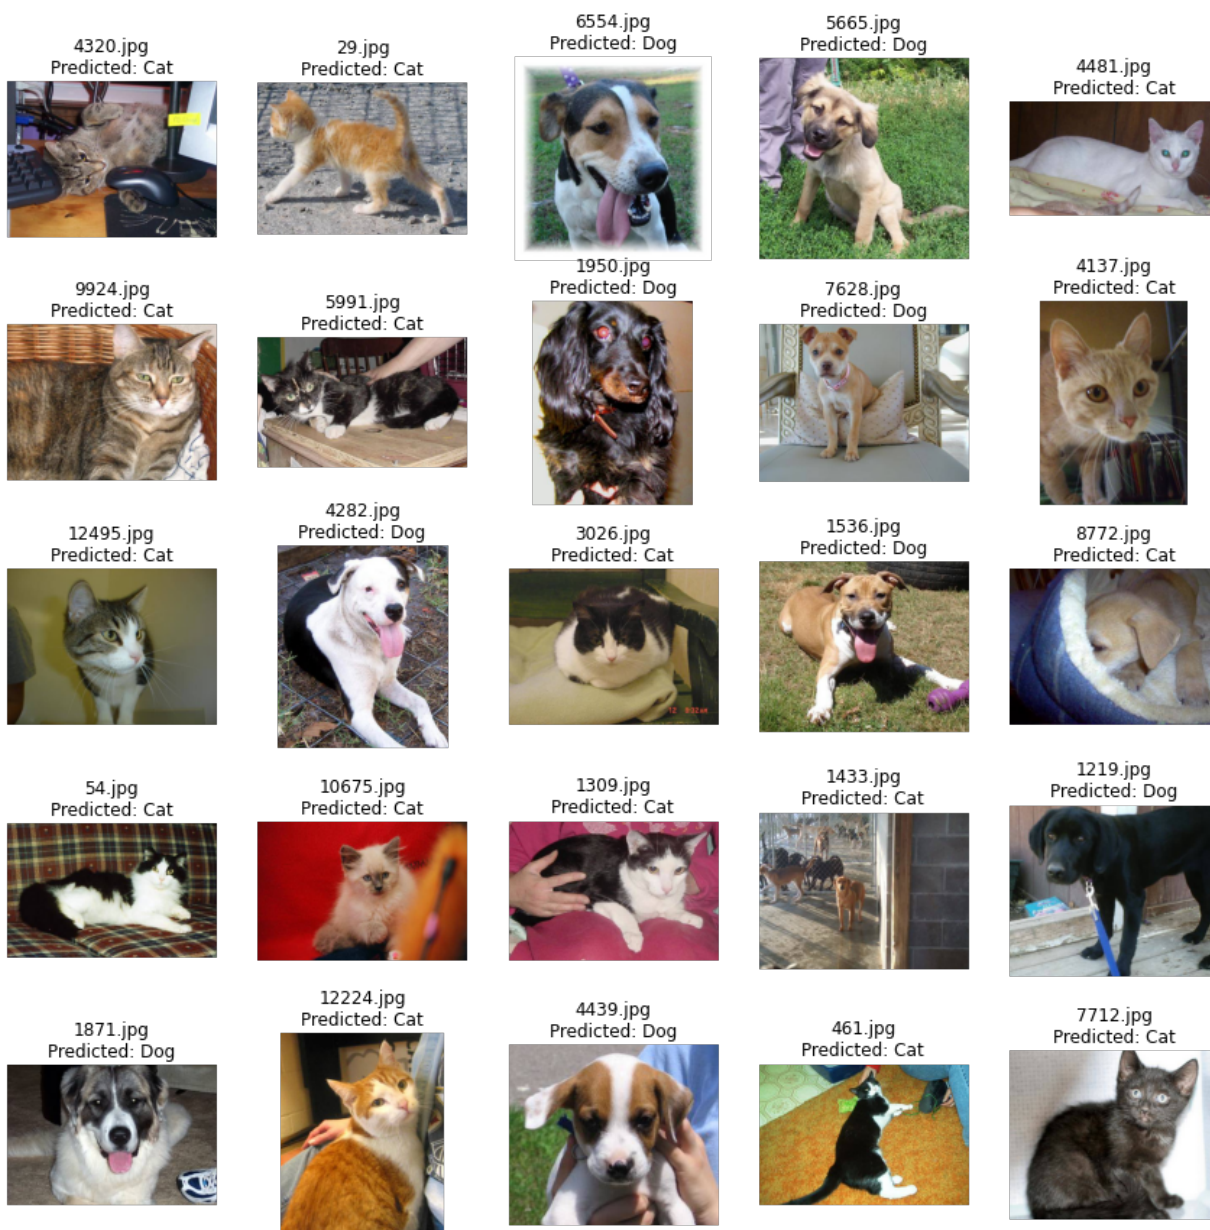 4320.jpg
Predicted: Cat
29.jpg
Predicted: Cat
6554.jpg
Predicted: Dog
5665.jpg
Predicted: Dog
4481.jpg
Predicted: Cat
9924.jpg
Predicted: Cat
5991.jpg
Predicted: Cat
1950.jpg
Predicted: Dog
7628.jpg
Predicted: Dog
4137.jpg
Predicted: Cat
12495.jpg
Predicted: Cat
4282.jpg
Predicted: Dog
3026.jpg
Predicted: Cat
1536.jpg
Predicted: Dog
8772.jpg
Predicted: Cat
54.jpg
Predicted: Cat
10675.jpg
Predicted: Cat
1309.jpg
Predicted: Cat
1433.jpg
Predicted: Cat
1219.jpg
Predicted: Dog
1871.jpg
Predicted: Dog
12224.jpg
Predicted: Cat
4439.jpg
Predicted: Dog
461.jpg
Predicted: Cat
7712.jpg
Predicted: Cat